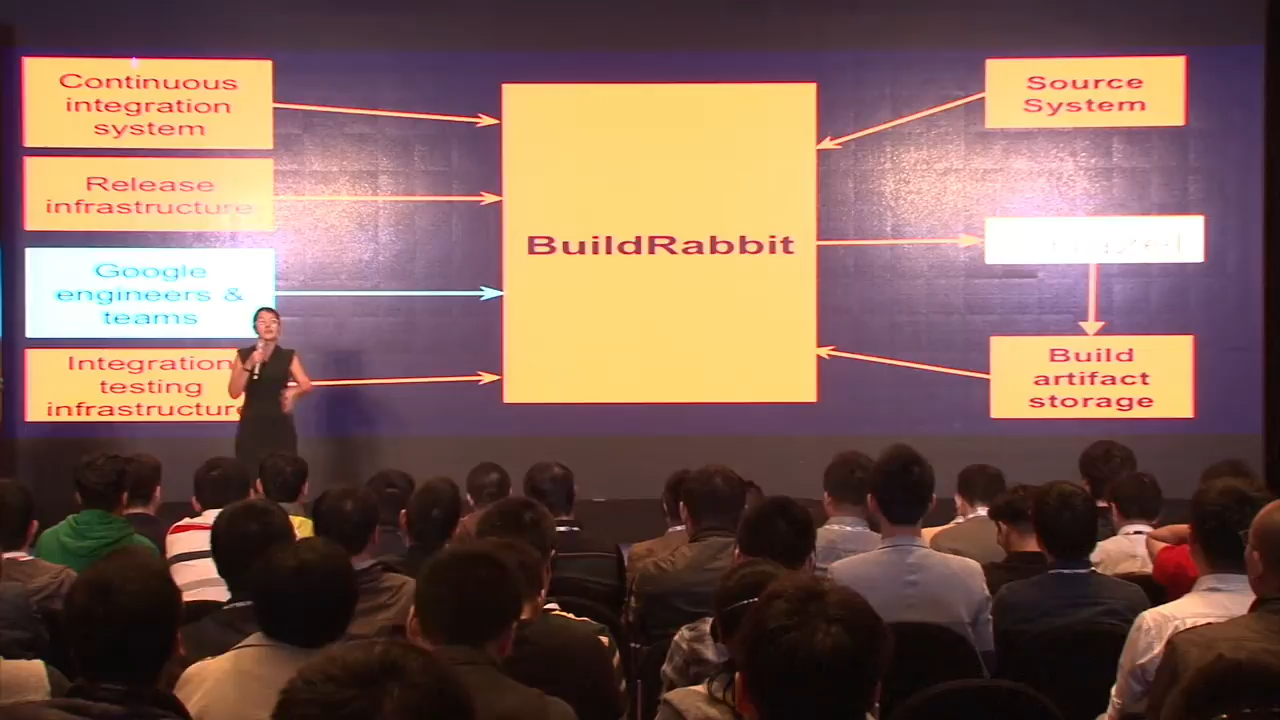 Continuous
integration
system
Release
infrastructure
Google
engineers &
teams
Integration
testing
infrastructure
BuildRabbit
Source
System
Build
artifact
storage